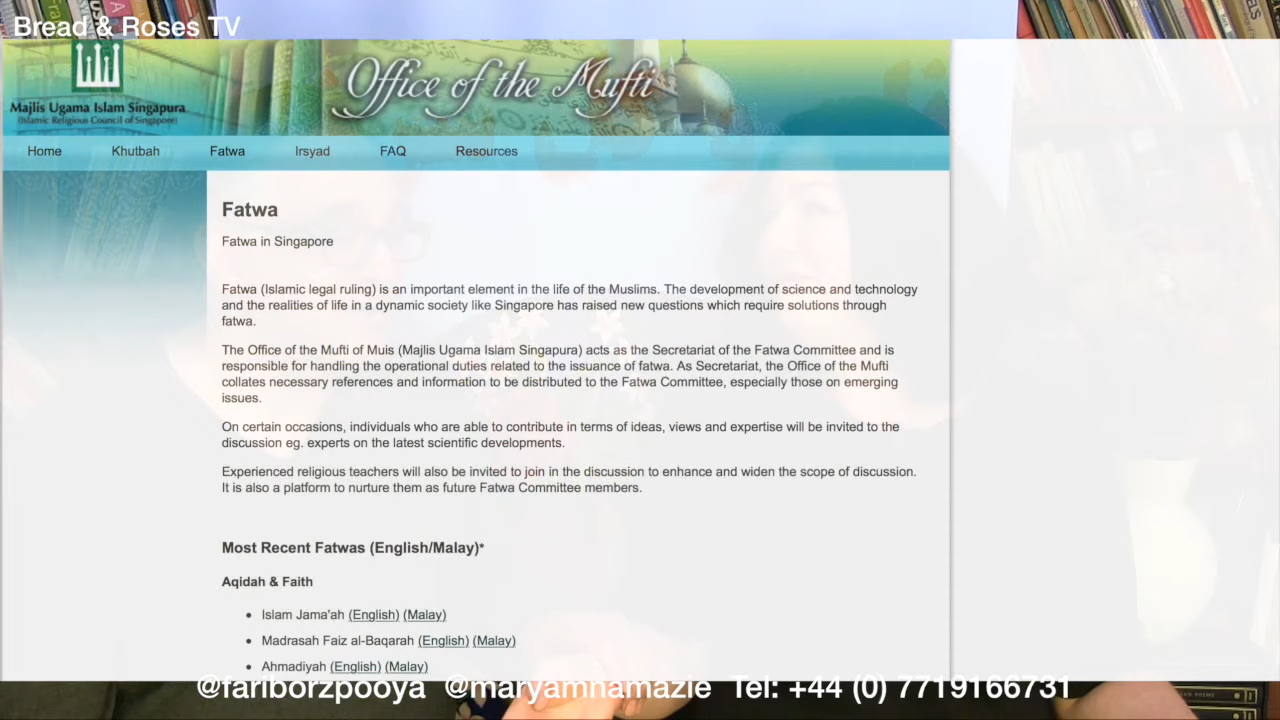 Bread & Roses TV
Office of the Mufti
Majlis Ugama Islam Singapura
(Islamic Religious Council of Singapore)
Home Khutbah Fatwa Irsyad FAQ Resources
Fatwa
Fatwa in Singapore
Fatwa (Islamic legal ruling) is an important element in the life of the Muslims. The development of science and technology
and the realities of life in a dynamic society like Singapore has raised new questions which require solutions through
fatwa.
The Office of the Mufti of Muis (Majlis Ugama Islam Singapura) acts as the Secretariat of the Fatwa Committee and is
responsible for handling the operational duties related to the issuance of fatwa. As Secretariat, the Office of the Mufti
collates necessary references and information to be distributed to the Fatwa Committee, especially those on emerging
issues.
On certain occasions, individuals who are able to contribute in terms of ideas, views and expertise will be invited to the
discussion eg. experts on the latest scientific developments.
Experienced religious teachers will also be invited to join in the discussion to enhance and widen the scope of discussion.
It is also a platform to nurture them as future Fatwa Committee members.
Most Recent Fatwas (English/Malay)*
Aqidah & Faith
• Islam Jama'ah (English) (Malay)
• Madrasah Faiz al-Baqarah (English) (Malay)
• Ahmadiyah (English) (Malay)
@fariborzpooya @maryamnamazie Tel: +44 (0) 7719166731